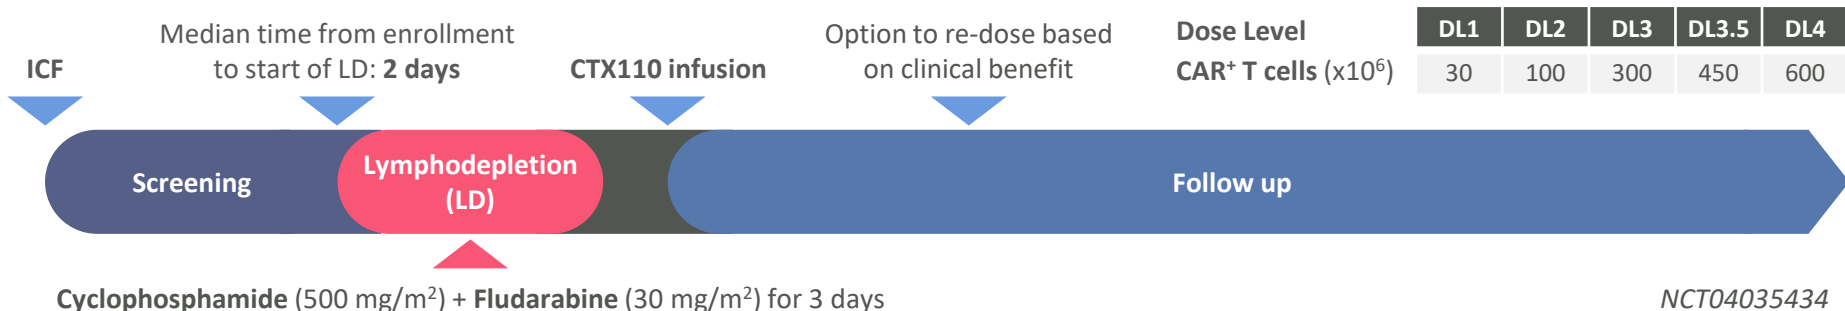 ICF
Median time from enrollment
to start of LD: 2 days
CTX110 infusion
Option to re-dose based
on clinical benefit
Dose Level DL1 DL2 DL3 DL3.5 DL4
CAR⁺ T cells (x10⁶) 30 100 300 450 600
Screening
Lymphodepletion
(LD)
Follow up
Cyclophosphamide (500 mg/m²) + Fludarabine (30 mg/m²) for 3 days
NCT04035434